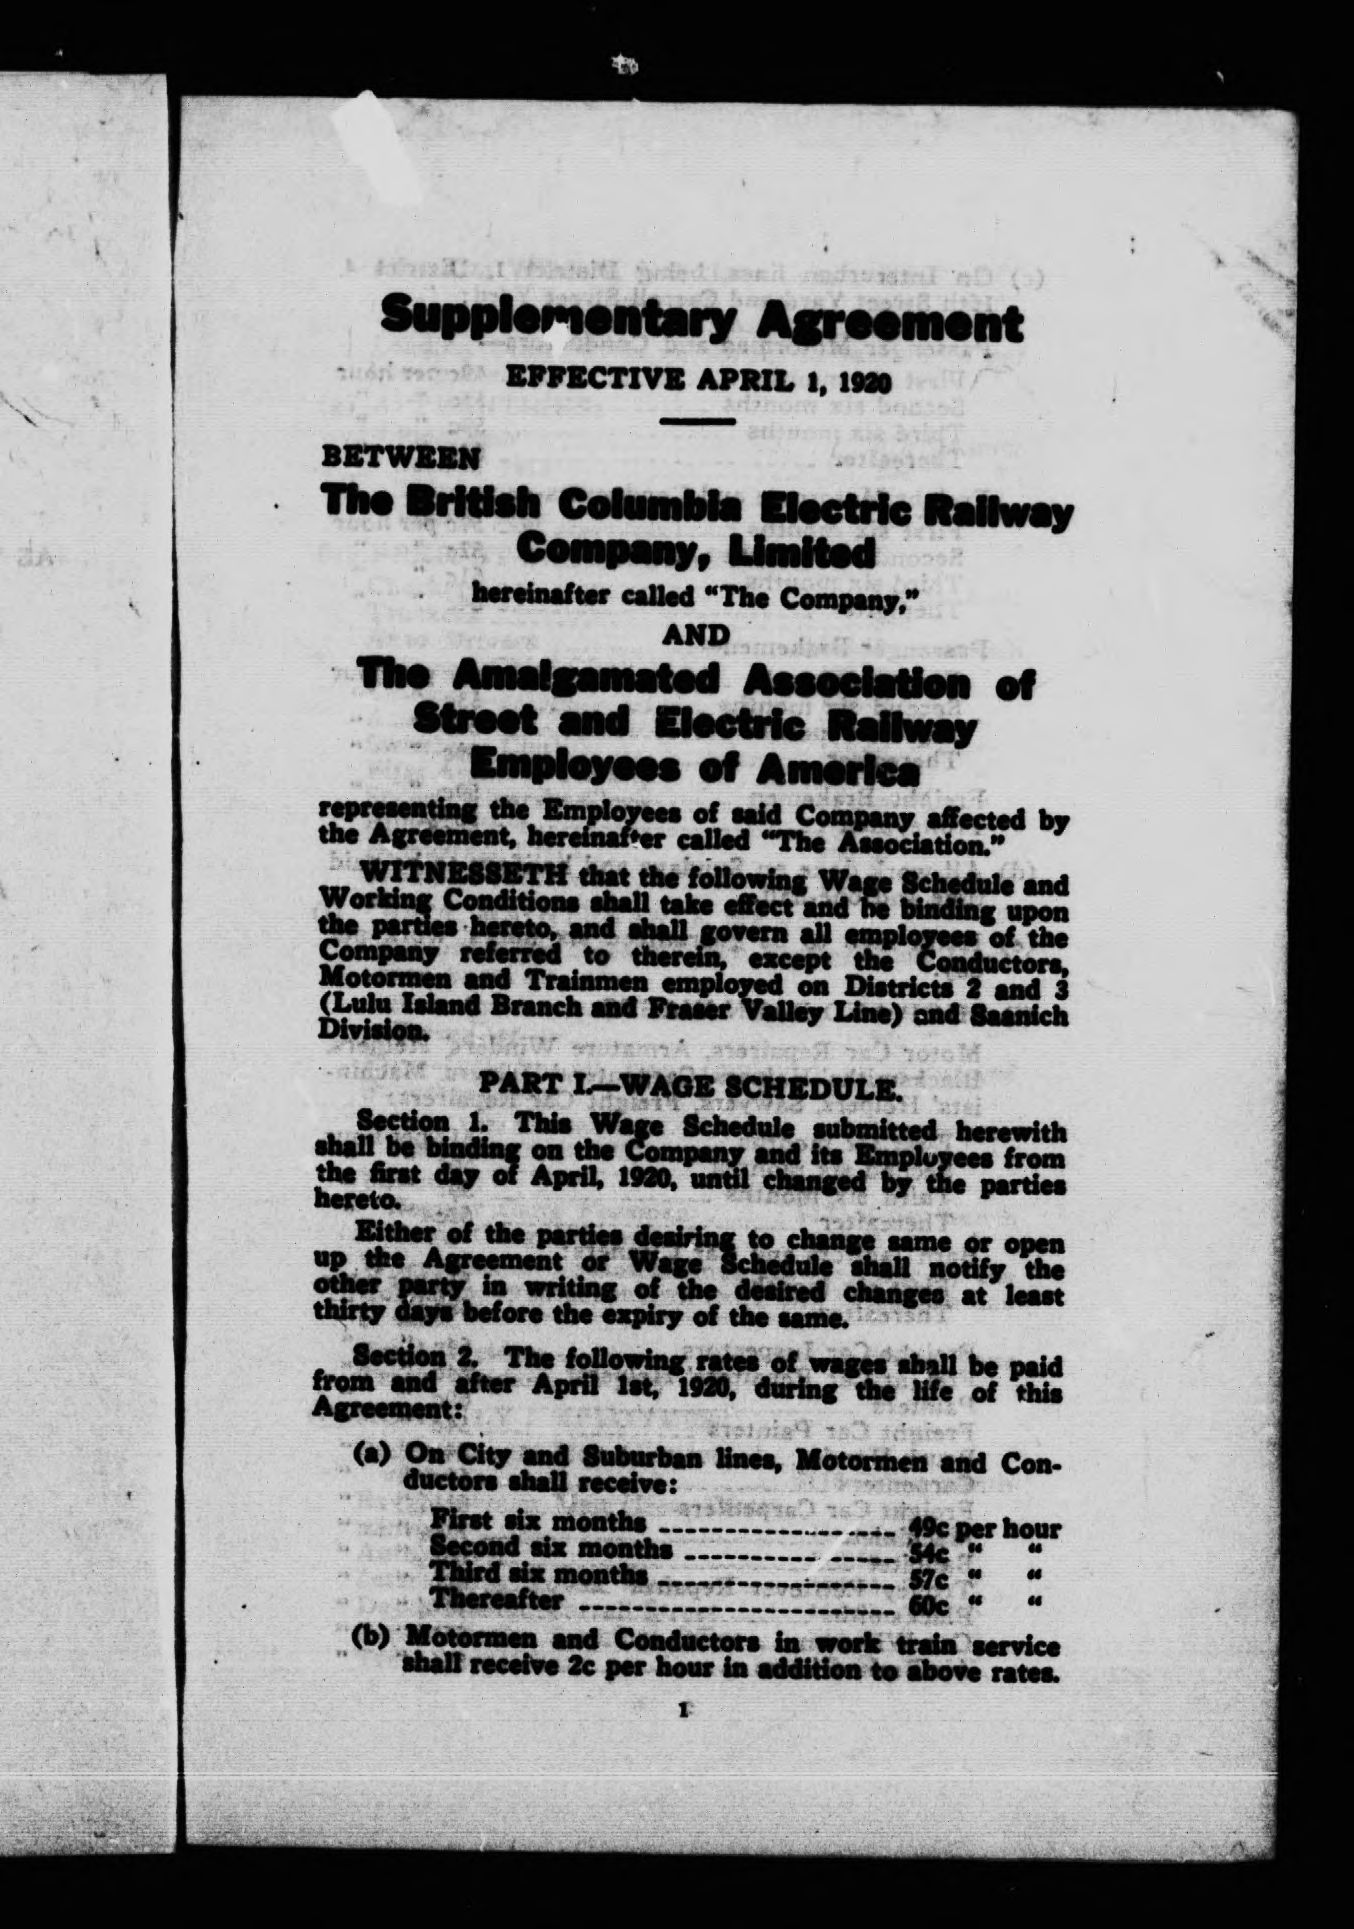 Supplementary Agreement
EFFECTIVE APRIL 1, 1920
BETWEEN
The British Columbia Electric Railway
Company, Limited
hereinafter called "The Company,"
AND
The Amalgamated Association of
Street and Electric Railway
Employees of America
representing the Employees of said Company affected by
the Agreement, hereinafter called "The Association."
WITNESSETH that the following Wage Schedule and
Working Conditions shall take effect and be binding upon
the parties hereto, and shall govern all employees of the
Company referred to therein, except the Conductors,
Motormen and Trainmen employed on Districts 2 and 3
(Lulu Island Branch and Fraser Valley Line) and Saanich
Division.
PART I.—WAGE SCHEDULE.
Section 1. This Wage Schedule submitted herewith
shall be binding on the Company and its Employees from
the first day of April, 1920, until changed by the parties
hereto.
Either of the parties desiring to change same or open
up the Agreement or Wage Schedule shall notify the
other party in writing of the desired changes at least
thirty days before the expiry of the same.
Section 2. The following rates of wages shall be paid
from and after April 1st, 1920, during the life of this
Agreement:
(a) On City and Suburban lines, Motormen and Con-
ductors shall receive:
First six months 49c per hour
Second six months 54c " "
Third six months 57c " "
Thereafter 60c " "
(b) Motormen and Conductors in work train service
shall receive 2c per hour in addition to above rates.
1